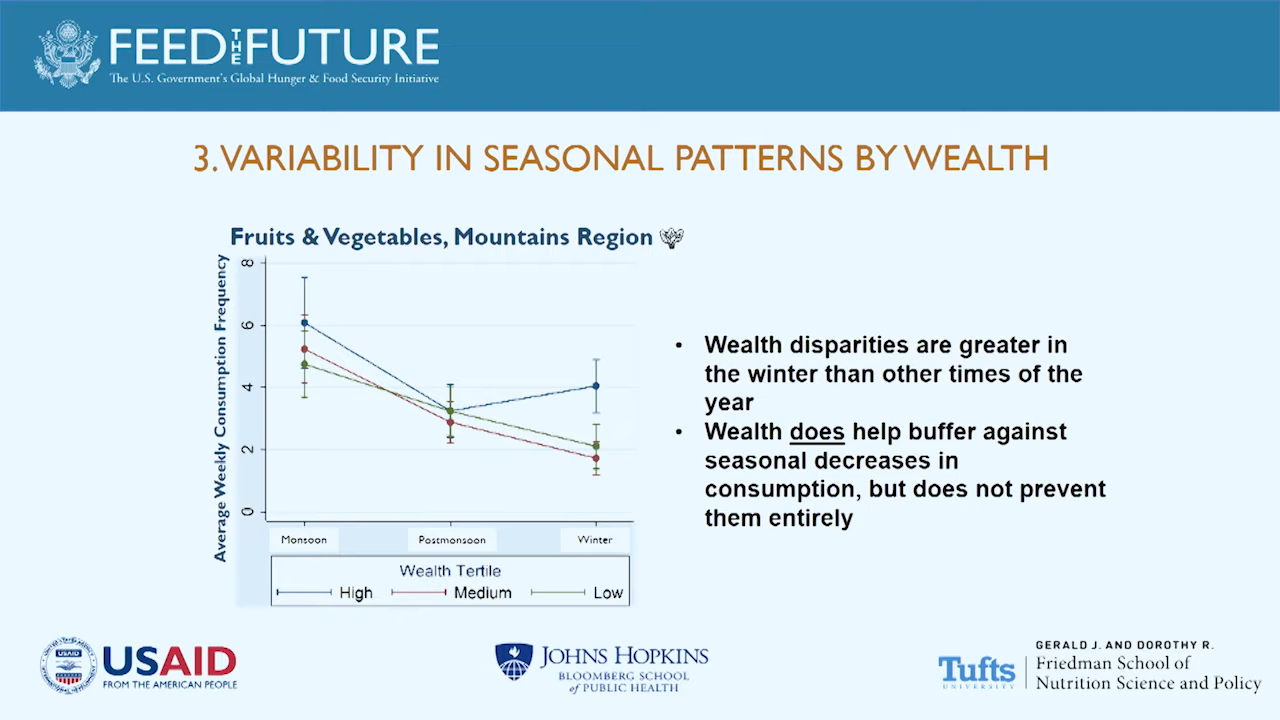 FEED THE FUTURE
The U.S. Government's Global Hunger & Food Security Initiative
3. VARIABILITY IN SEASONAL PATTERNS BY WEALTH
Fruits & Vegetables, Mountains Region
Average Weekly Consumption Frequency
8
6
4
2
0
Monsoon Postmonsoon Winter
Wealth Tertile
High Medium Low
• Wealth disparities are greater in
the winter than other times of the
year
• Wealth does help buffer against
seasonal decreases in
consumption, but does not prevent
them entirely
USAID
FROM THE AMERICAN PEOPLE
JOHNS HOPKINS
BLOOMBERG SCHOOL
of PUBLIC HEALTH
Tufts
UNIVERSITY
GERALD J. AND DOROTHY R.
Friedman School of
Nutrition Science and Policy